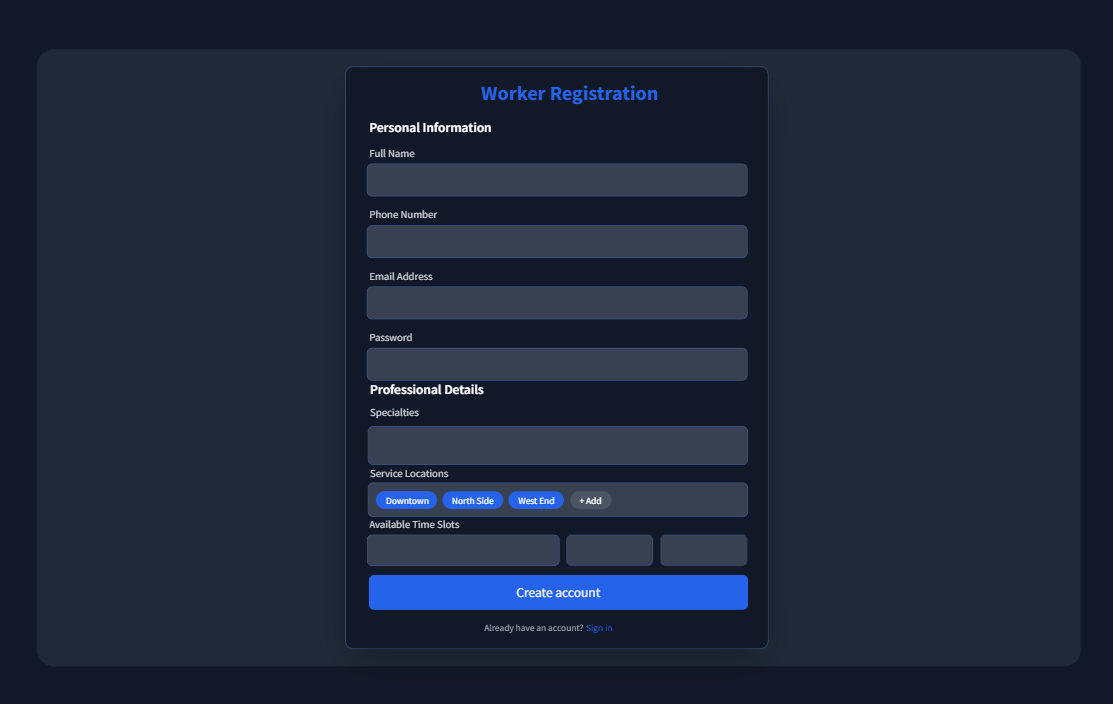 Worker Registration
Personal Information
Full Name
Phone Number
Email Address
Password
Professional Details
Specialties
Service Locations
Downtown North Side West End + Add
Available Time Slots
Create account
Already have an account? Sign in